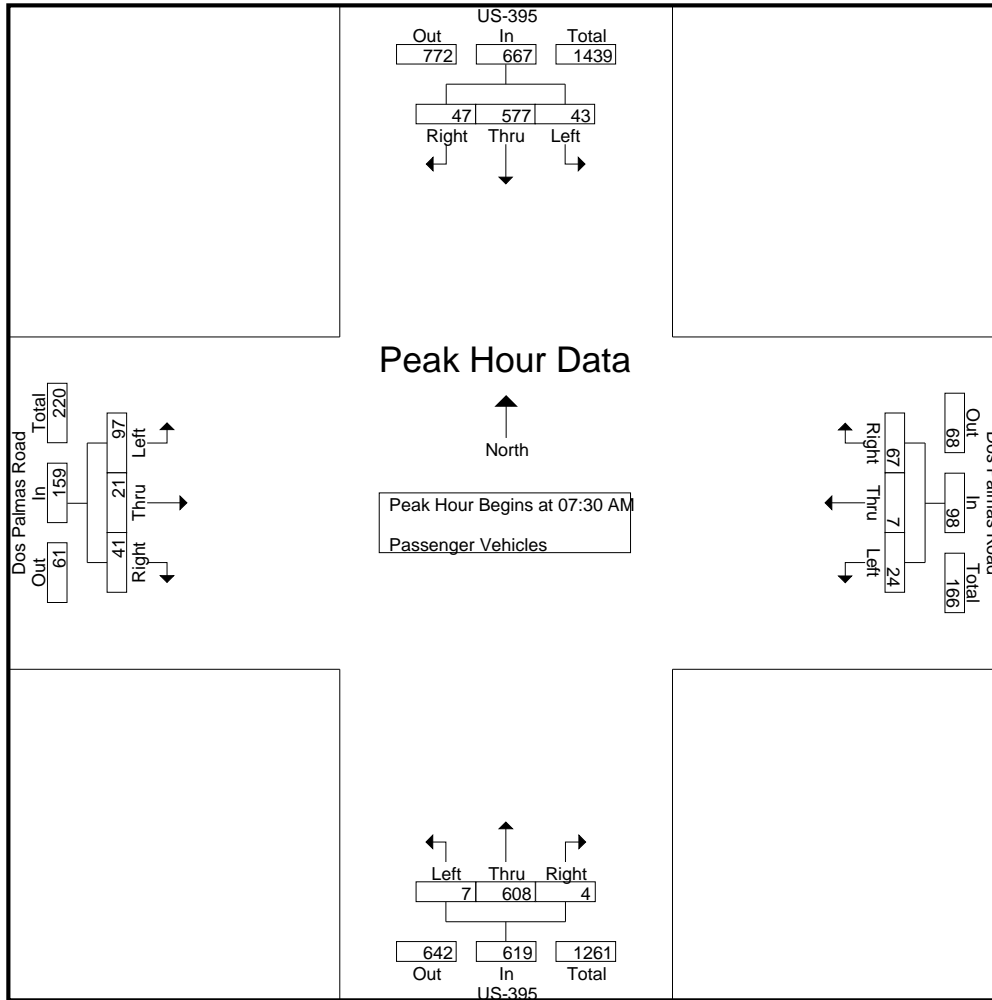 US-395
Out In Total
772 667 1439
47 577 43
Right Thru Left
Peak Hour Data
North
Peak Hour Begins at 07:30 AM
Passenger Vehicles
Dos Palmas Road
Out In Total
61 159 220
Right Thru Left
41 21 97
Dos Palmas Road
Out In Total
68 98 166
Right Thru Left
67 7 24
Left Thru Right
7 608 4
642 619 1261
Out In Total
US-395